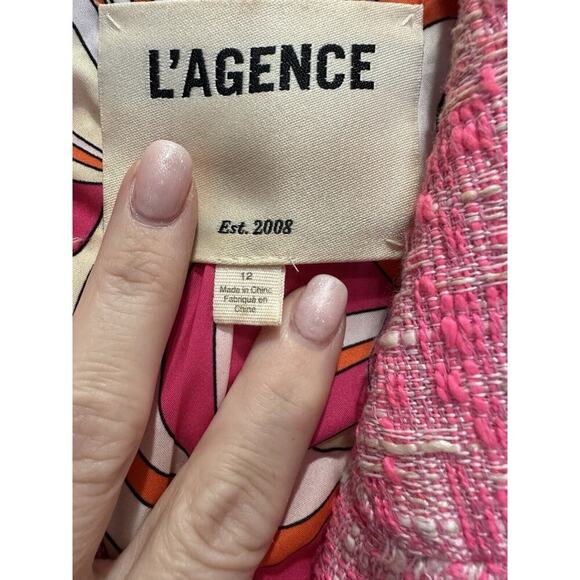 L'AGENCE
Est. 2008
12
Made in China
Fabriqué en
Chine